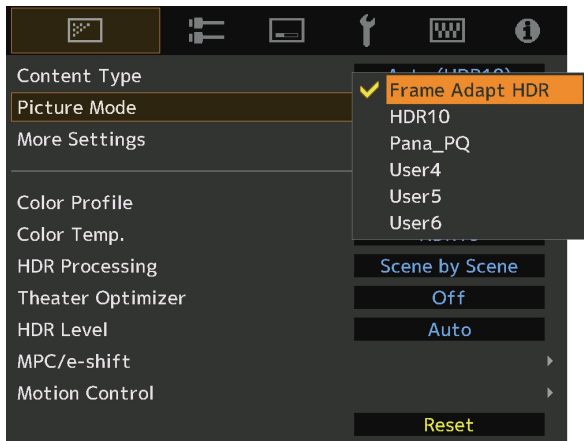 Content Type
Picture Mode
Frame Adapt HDR
HDR10
More Settings
Pana_PQ
User4
User5
Color Profile
User6
Color Temp.
HDR Processing Scene by Scene
Theater Optimizer Off
HDR Level Auto
MPC/e-shift
Motion Control
Reset